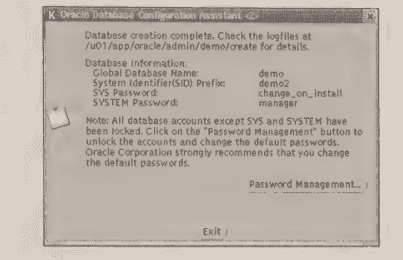 K Oracle Database Configuration Assistant <2>
Database creation complete. Check the logfiles at
/u01/app/oracle/admin/demo/create for details.
Database Information:
Global Database Name: demo
System Identifier(SID) Prefix: demo2
SYS Password: change_on_install
SYSTEM Password: manager
Note: All database accounts except SYS and SYSTEM have
been locked. Click on the "Password Management" button to
unlock the accounts and change the default passwords.
Oracle Corporation strongly recommends that you change
the default passwords.
Password Management...
Exit